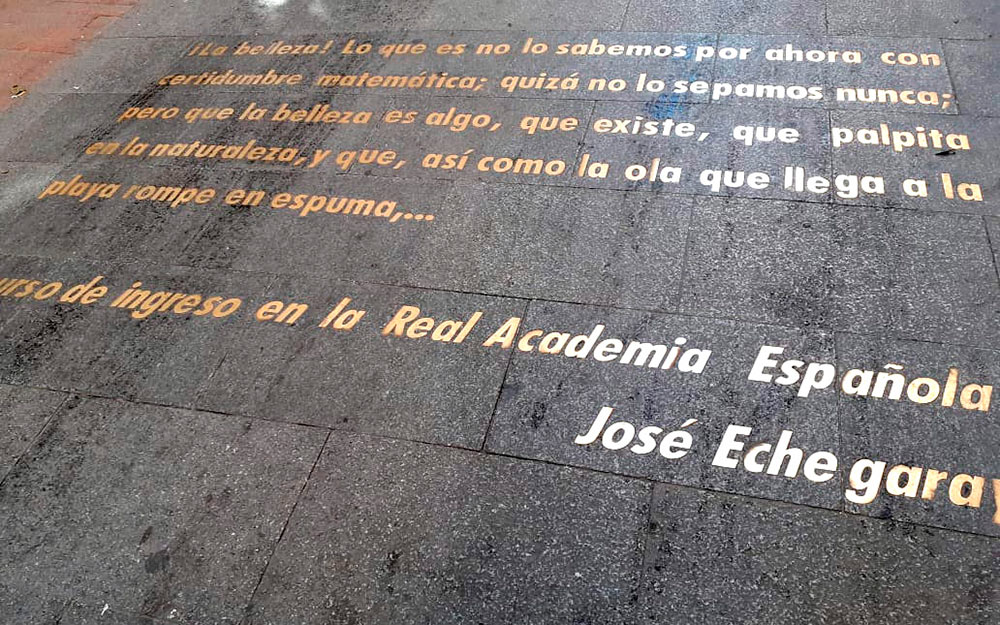 ¡La belleza! Lo que es no lo sabemos por ahora con
certidumbre matemática; quizá no lo sepamos nunca;
pero que la belleza es algo, que existe, que palpita
en la naturaleza, y que, así como la ola que llega a la
playa rompe en espuma,...
urso de ingreso en la Real Academia Española
José Echegaray